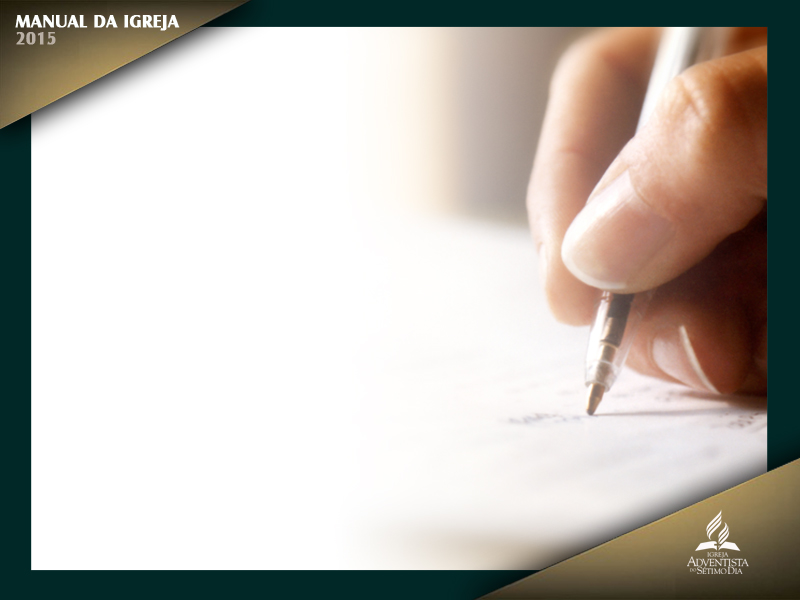 MANUAL DA IGREJA
2015
IGREJA
ADVENTISTA
DO SÉTIMO DIA